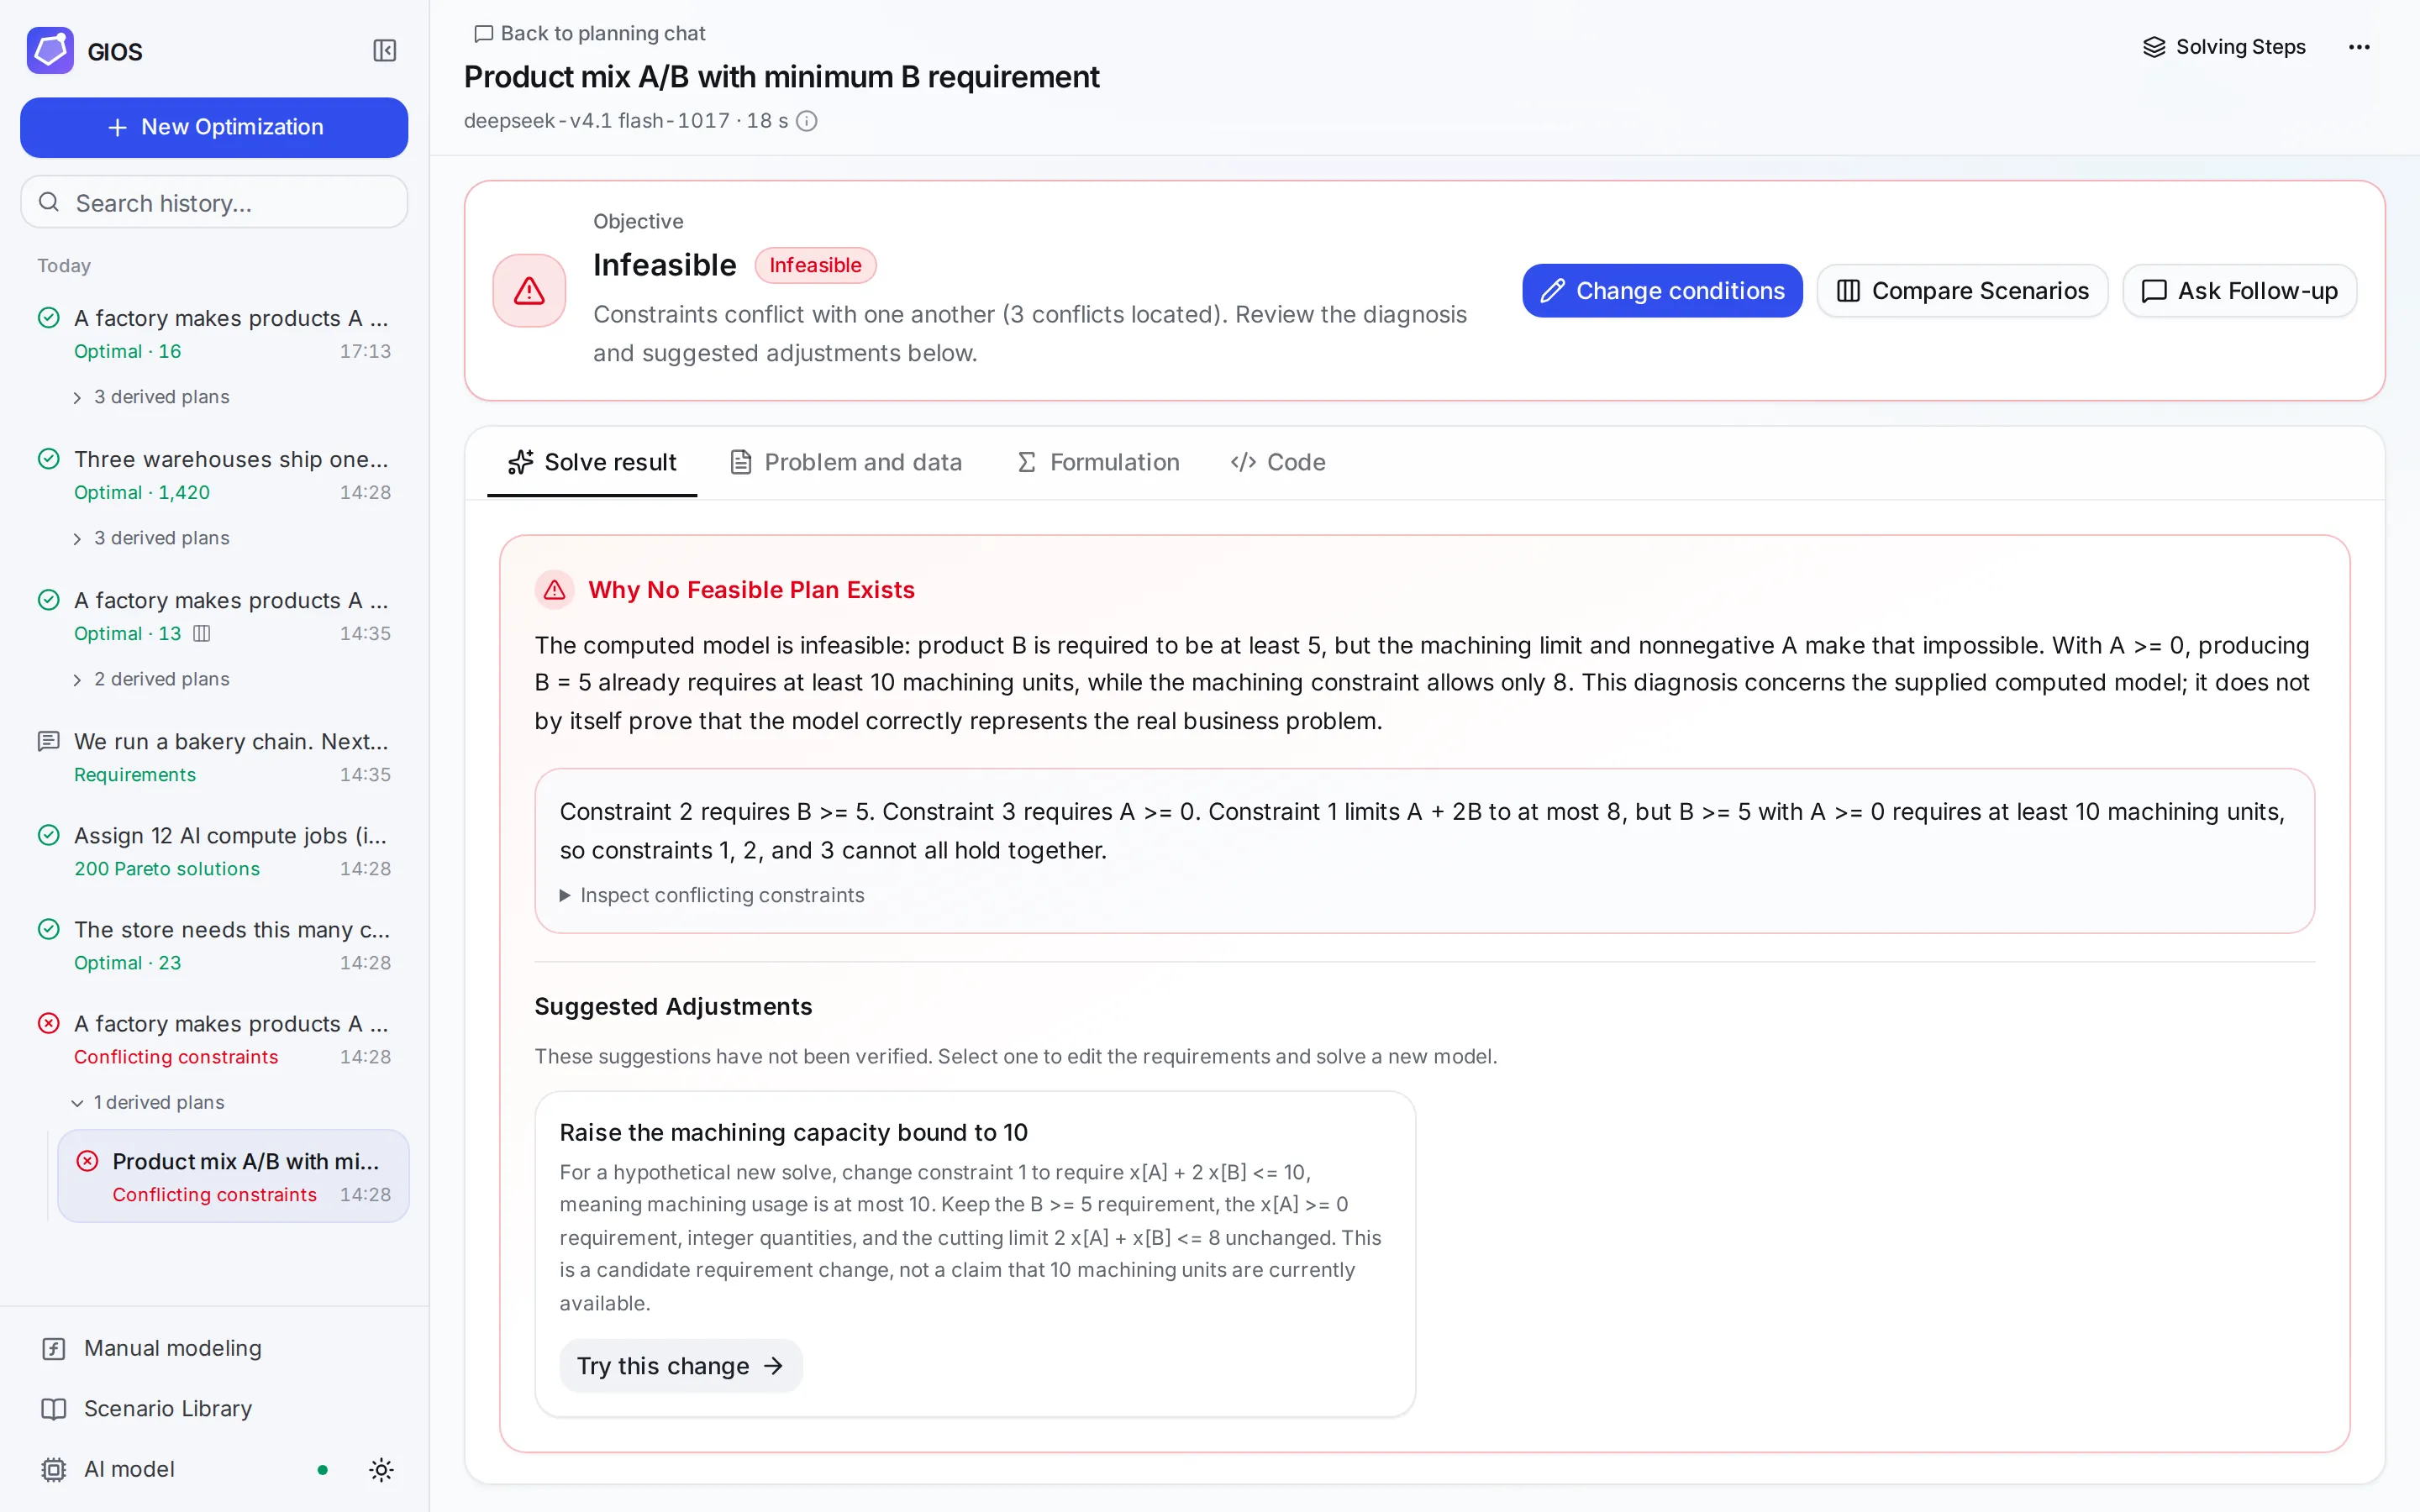 GIOS
New Optimization
Search history...
Today
A factory makes products A ...
Optimal · 16 17:13
3 derived plans
Three warehouses ship one...
Optimal · 1,420 14:28
3 derived plans
A factory makes products A ...
Optimal · 13 14:35
2 derived plans
We run a bakery chain. Next...
Requirements 14:35
Assign 12 AI compute jobs (i...
200 Pareto solutions 14:28
The store needs this many c...
Optimal · 23 14:28
A factory makes products A ...
Conflicting constraints 14:28
1 derived plans
Product mix A/B with mi...
Conflicting constraints 14:28
Manual modeling
Scenario Library
AI model
Back to planning chat
Product mix A/B with minimum B requirement
deepseek-v4.1 flash-1017 · 18 s
Solving Steps
Objective
Infeasible Infeasible
Constraints conflict with one another (3 conflicts located). Review the diagnosis
and suggested adjustments below.
Change conditions
Compare Scenarios
Ask Follow-up
Solve result
Problem and data
Formulation
Code
Why No Feasible Plan Exists
The computed model is infeasible: product B is required to be at least 5, but the machining limit and nonnegative A make that impossible. With A >= 0, producing
B = 5 already requires at least 10 machining units, while the machining constraint allows only 8. This diagnosis concerns the supplied computed model; it does not
by itself prove that the model correctly represents the real business problem.
Constraint 2 requires B >= 5. Constraint 3 requires A >= 0. Constraint 1 limits A + 2B to at most 8, but B >= 5 with A >= 0 requires at least 10 machining units,
so constraints 1, 2, and 3 cannot all hold together.
Inspect conflicting constraints
Suggested Adjustments
These suggestions have not been verified. Select one to edit the requirements and solve a new model.
Raise the machining capacity bound to 10
For a hypothetical new solve, change constraint 1 to require x[A] + 2 x[B] <= 10,
meaning machining usage is at most 10. Keep the B >= 5 requirement, the x[A] >= 0
requirement, integer quantities, and the cutting limit 2 x[A] + x[B] <= 8 unchanged. This
is a candidate requirement change, not a claim that 10 machining units are currently
available.
Try this change